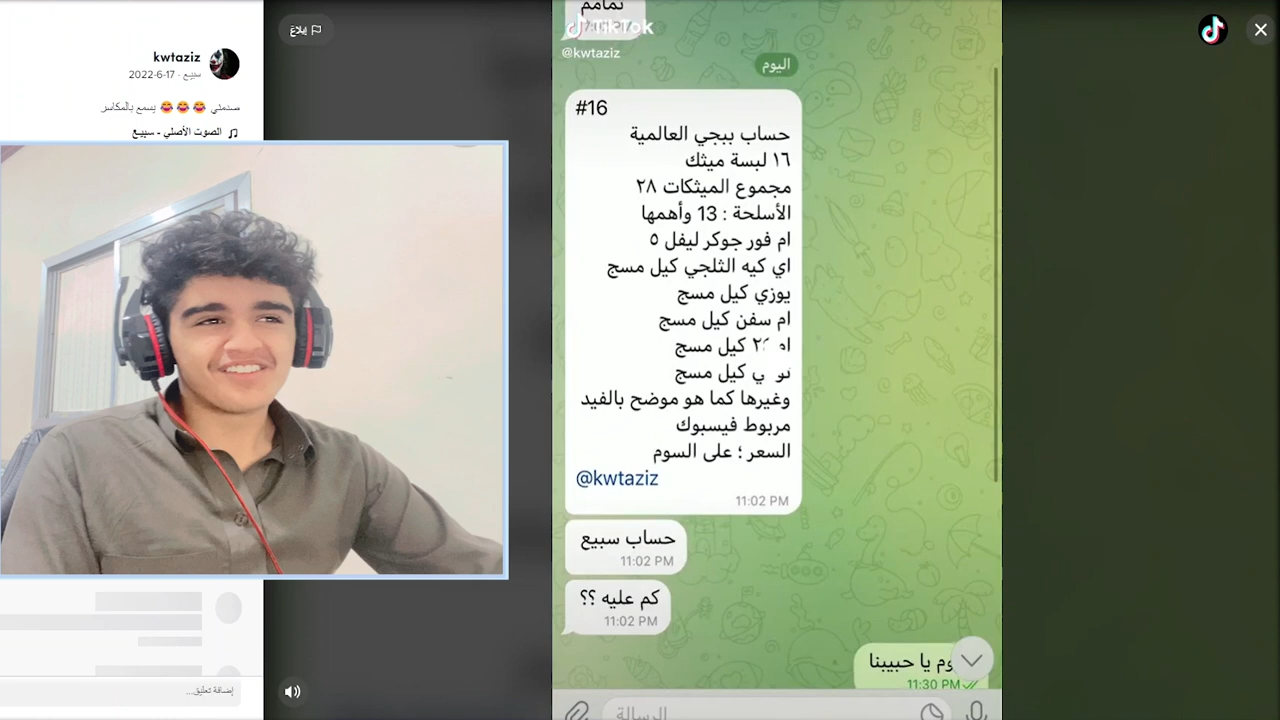 إبلاغ
kwtaziz
سبيع · 2022-6-17
صدمني 😂 😂 😂 يسمع بالمكاسر
الصوت الأصلي - سبيع
إضافة تعليق...
تمامم
TikTok
@kwtaziz
اليوم
#16
حساب ببجي العالمية
١٦ لبسة ميثك
مجموع الميثكات ٢٨
الأسلحة : 13 وأهمها
ام فور جوكر ليفل ٥
اي كيه الثلجي كيل مسج
يوزي كيل مسج
ام سفن كيل مسج
كيل مسج
كيل مسج
وغيرها كما هو موضح بالفيد
مربوط فيسبوك
السعر ؛ على السوم
@kwtaziz
11:02 PM
حساب سبيع
11:02 PM
كم عليه ؟؟
11:02 PM
يا حبيبنا
11:30 PM
الرسالة